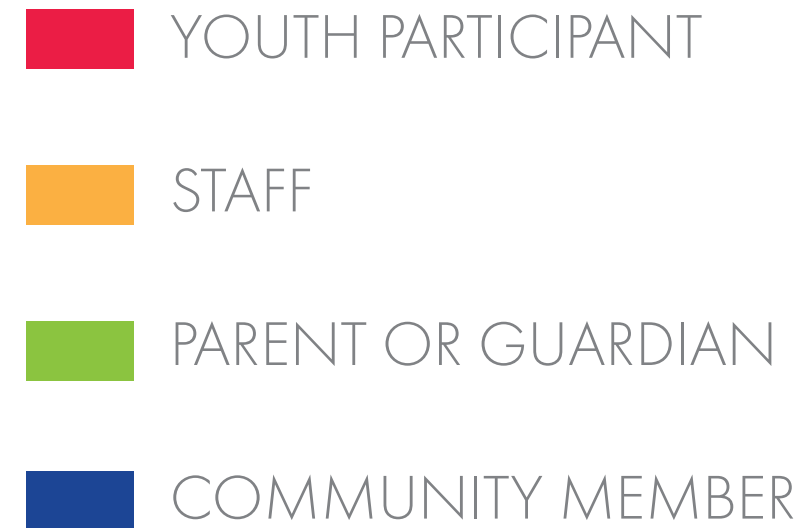 YOUTH PARTICIPANT
STAFF
PARENT OR GUARDIAN
COMMUNITY MEMBER